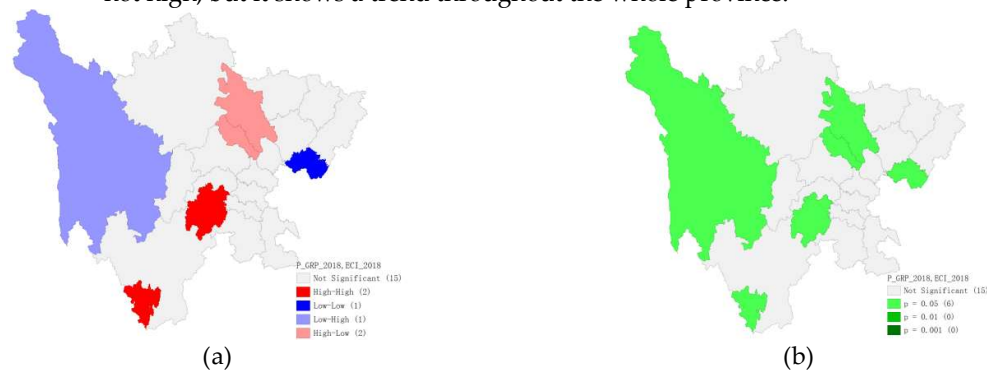 not high, but it shows a trend throughout the whole province.
P_GRP_2018, ECI_2018
Not Significant (15)
High-High (2)
Low-Low (1)
Low-High (1)
High-Low (2)
P_GRP_2018, ECI_2018
Not Significant (15)
p = 0.05 (6)
p = 0.01 (0)
p = 0.001 (0)
(a)
(b)